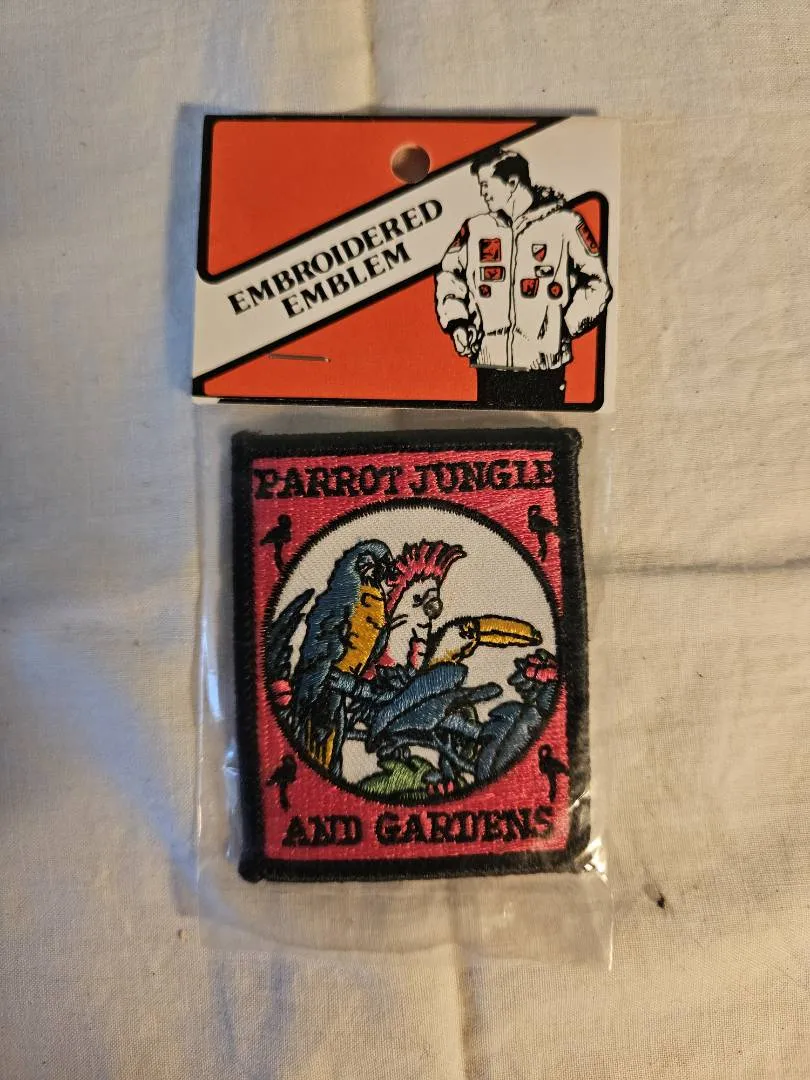 EMBROIDERED
EMBLEM
PARROT JUNGLE
AND GARDENS